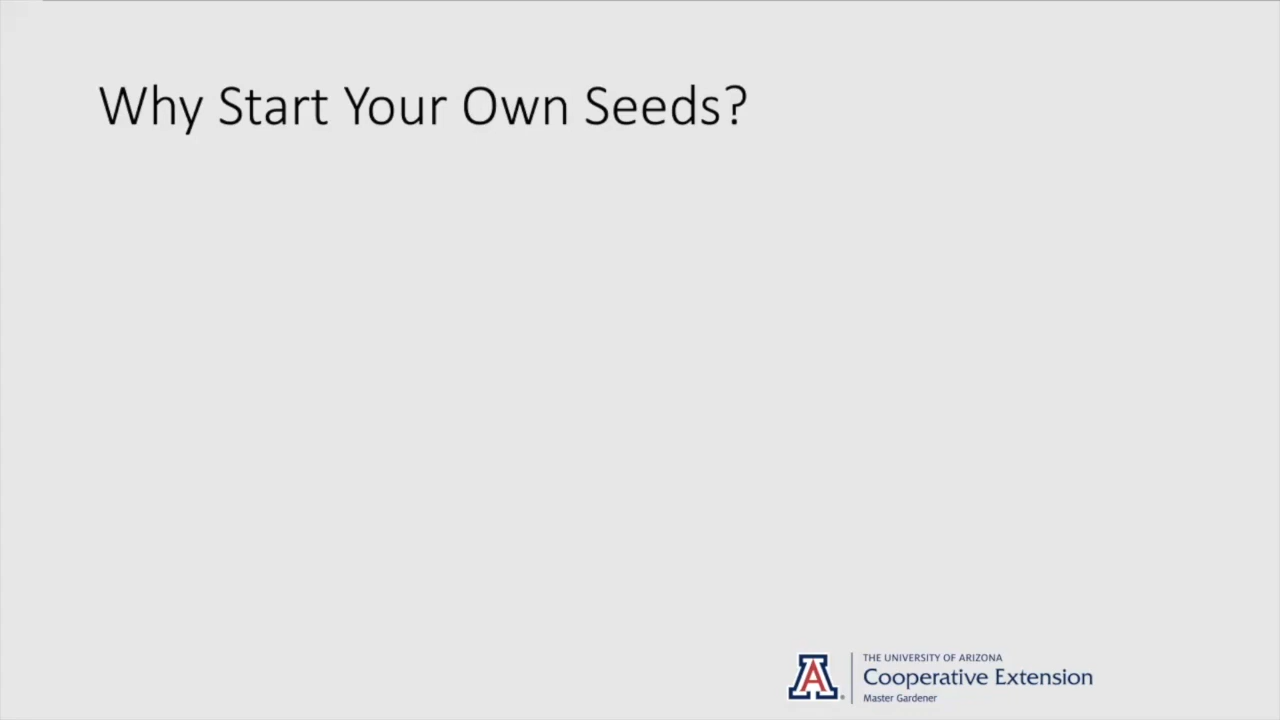 Why Start Your Own Seeds?
THE UNIVERSITY OF ARIZONA
Cooperative Extension
Master Gardener